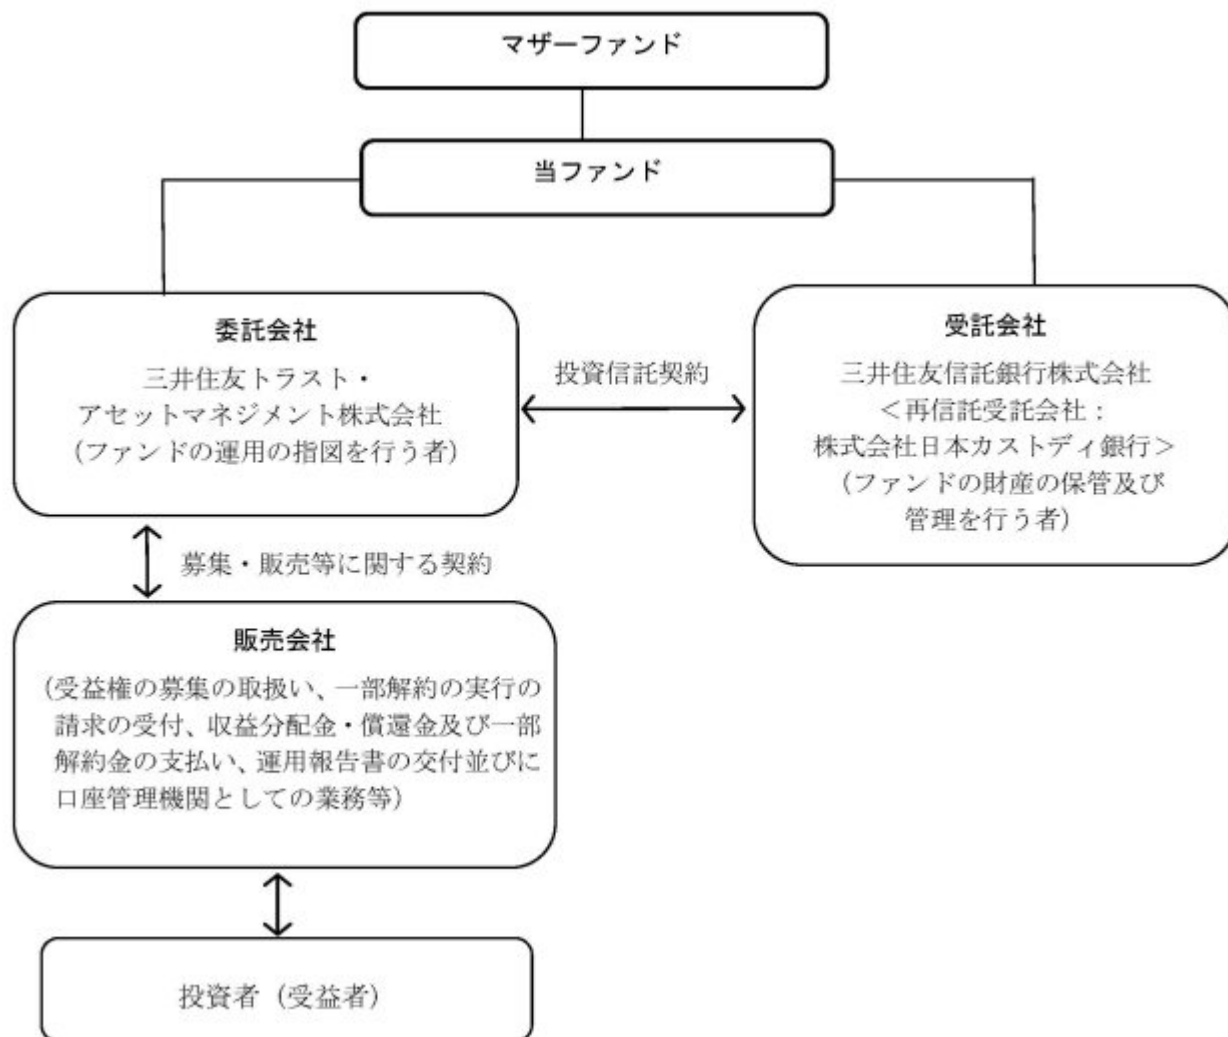 マザーファンド
当ファンド
委託会社
三井住友トラスト・
アセットマネジメント株式会社
(ファンドの運用の指図を行う者)
投資信託契約
受託会社
三井住友信託銀行株式会社
＜再信託受託会社：
株式会社日本カストディ銀行＞
(ファンドの財産の保管及び
管理を行う者)
募集・販売等に関する契約
販売会社
(受益権の募集の取扱い、一部解約の実行の
請求の受付、収益分配金・償還金及び一部
解約金の支払い、運用報告書の交付並びに
口座管理機関としての業務等)
投資者 (受益者)